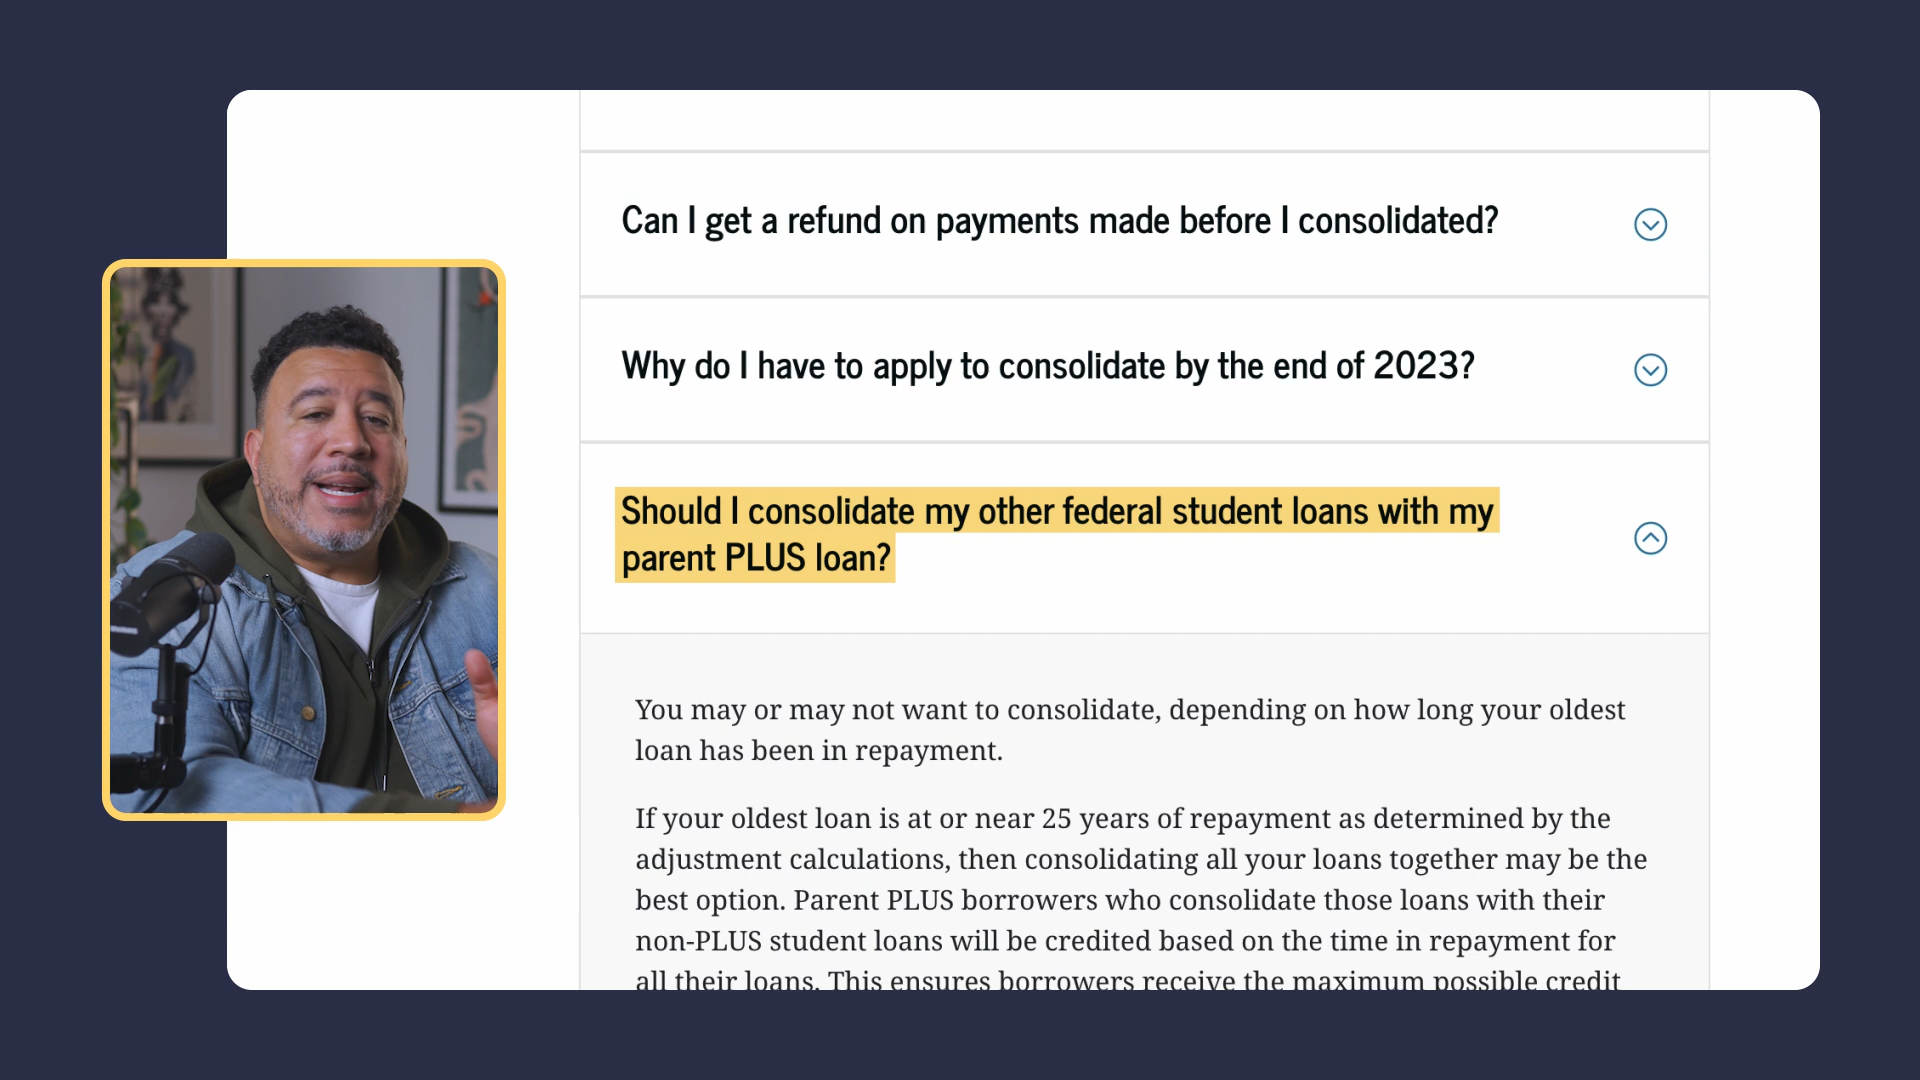 Can I get a refund on payments made before I consolidated?
Why do I have to apply to consolidate by the end of 2023?
Should I consolidate my other federal student loans with my
parent PLUS loan?
You may or may not want to consolidate, depending on how long your oldest
loan has been in repayment.
If your oldest loan is at or near 25 years of repayment as determined by the
adjustment calculations, then consolidating all your loans together may be the
best option. Parent PLUS borrowers who consolidate those loans with their
non-PLUS student loans will be credited based on the time in repayment for
all their loans. This ensures borrowers receive the maximum possible credit